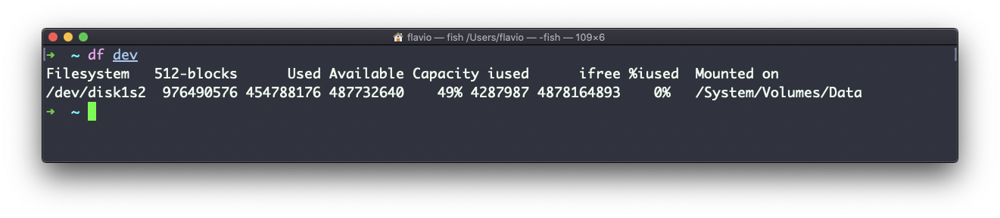 flavio — fish /Users/flavio — -fish — 109×6
➜ ~ df dev
Filesystem 512-blocks Used Available Capacity iused ifree %iused Mounted on
/dev/disk1s2 976490576 454788176 487732640 49% 4287987 4878164893 0% /System/Volumes/Data
➜ ~